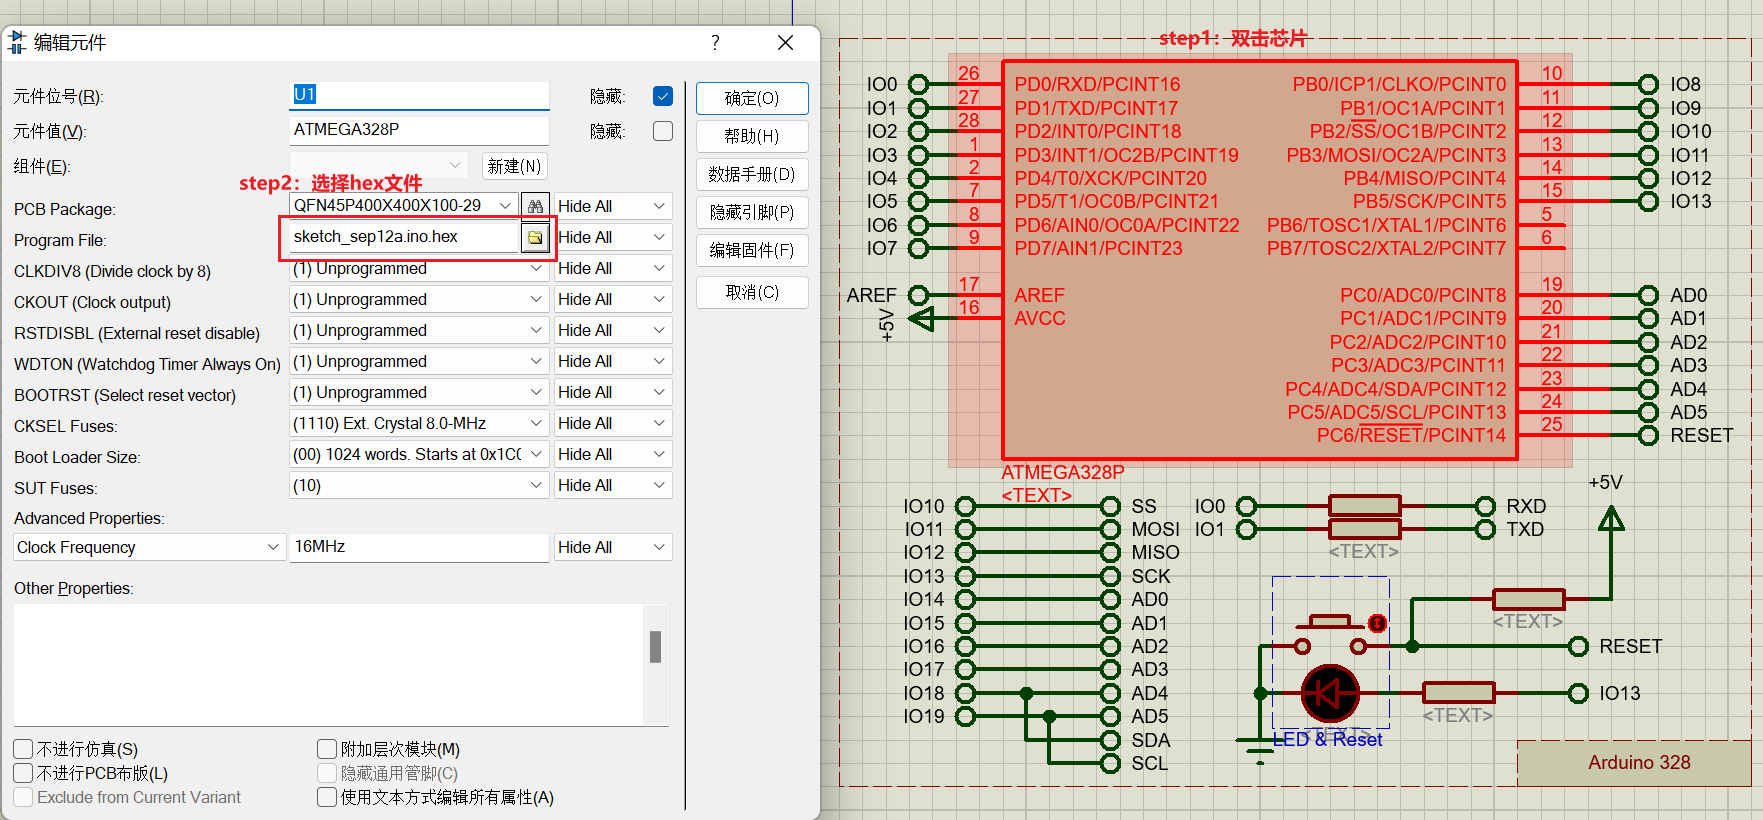 编辑元件
?
元件位号(R):
U1
隐藏:
确定(O)
元件值(V):
ATMEGA328P
隐藏:
帮助(H)
组件(E):
新建(N)
数据手册(D)
step2：选择hex文件
PCB Package:
QFN45P400X400X100-29
Hide All
隐藏引脚(P)
Program File:
sketch_sep12a.ino.hex
Hide All
编辑固件(F)
CLKDIV8 (Divide clock by 8)
(1) Unprogrammed
Hide All
取消(C)
CKOUT (Clock output)
(1) Unprogrammed
Hide All
RSTDISBL (External reset disable)
(1) Unprogrammed
Hide All
WDTON (Watchdog Timer Always On)
(1) Unprogrammed
Hide All
BOOTRST (Select reset vector)
(1) Unprogrammed
Hide All
CKSEL Fuses:
(1110) Ext. Crystal 8.0-MHz
Hide All
Boot Loader Size:
(00) 1024 words. Starts at 0x1C0
Hide All
SUT Fuses:
(10)
Hide All
Advanced Properties:
Clock Frequency
16MHz
Hide All
Other Properties:
不进行仿真(S)
附加层次模块(M)
不进行PCB布版(L)
隐藏通用管脚(C)
Exclude from Current Variant
使用文本方式编辑所有属性(A)
step1：双击芯片
IO0 26 PD0/RXD/PCINT16
PB0/ICP1/CLKO/PCINT0 10 IO8
IO1 27 PD1/TXD/PCINT17
PB1/OC1A/PCINT1 11 IO9
IO2 28 PD2/INT0/PCINT18
PB2/SS/OC1B/PCINT2 12 IO10
IO3 1 PD3/INT1/OC2B/PCINT19
PB3/MOSI/OC2A/PCINT3 13 IO11
IO4 2 PD4/T0/XCK/PCINT20
PB4/MISO/PCINT4 14 IO12
IO5 7 PD5/T1/OC0B/PCINT21
PB5/SCK/PCINT5 15 IO13
IO6 8 PD6/AIN0/OC0A/PCINT22
PB6/TOSC1/XTAL1/PCINT6 5
IO7 9 PD7/AIN1/PCINT23
PB7/TOSC2/XTAL2/PCINT7 6
AREF 17 AREF
PC0/ADC0/PCINT8 19 AD0
+5V 16 AVCC
PC1/ADC1/PCINT9 20 AD1
PC2/ADC2/PCINT10 21 AD2
PC3/ADC3/PCINT11 22 AD3
PC4/ADC4/SDA/PCINT12 23 AD4
PC5/ADC5/SCL/PCINT13 24 AD5
PC6/RESET/PCINT14 25 RESET
ATMEGA328P
<TEXT>
IO10 SS
IO11 MOSI
IO12 MISO
IO13 SCK
IO14 AD0
IO15 AD1
IO16 AD2
IO17 AD3
IO18 AD4
IO19 AD5
SDA
SCL
IO0 RXD
IO1 TXD
<TEXT>
+5V
<TEXT>
RESET
IO13
<TEXT>
<TEXT>
LED & Reset
Arduino 328